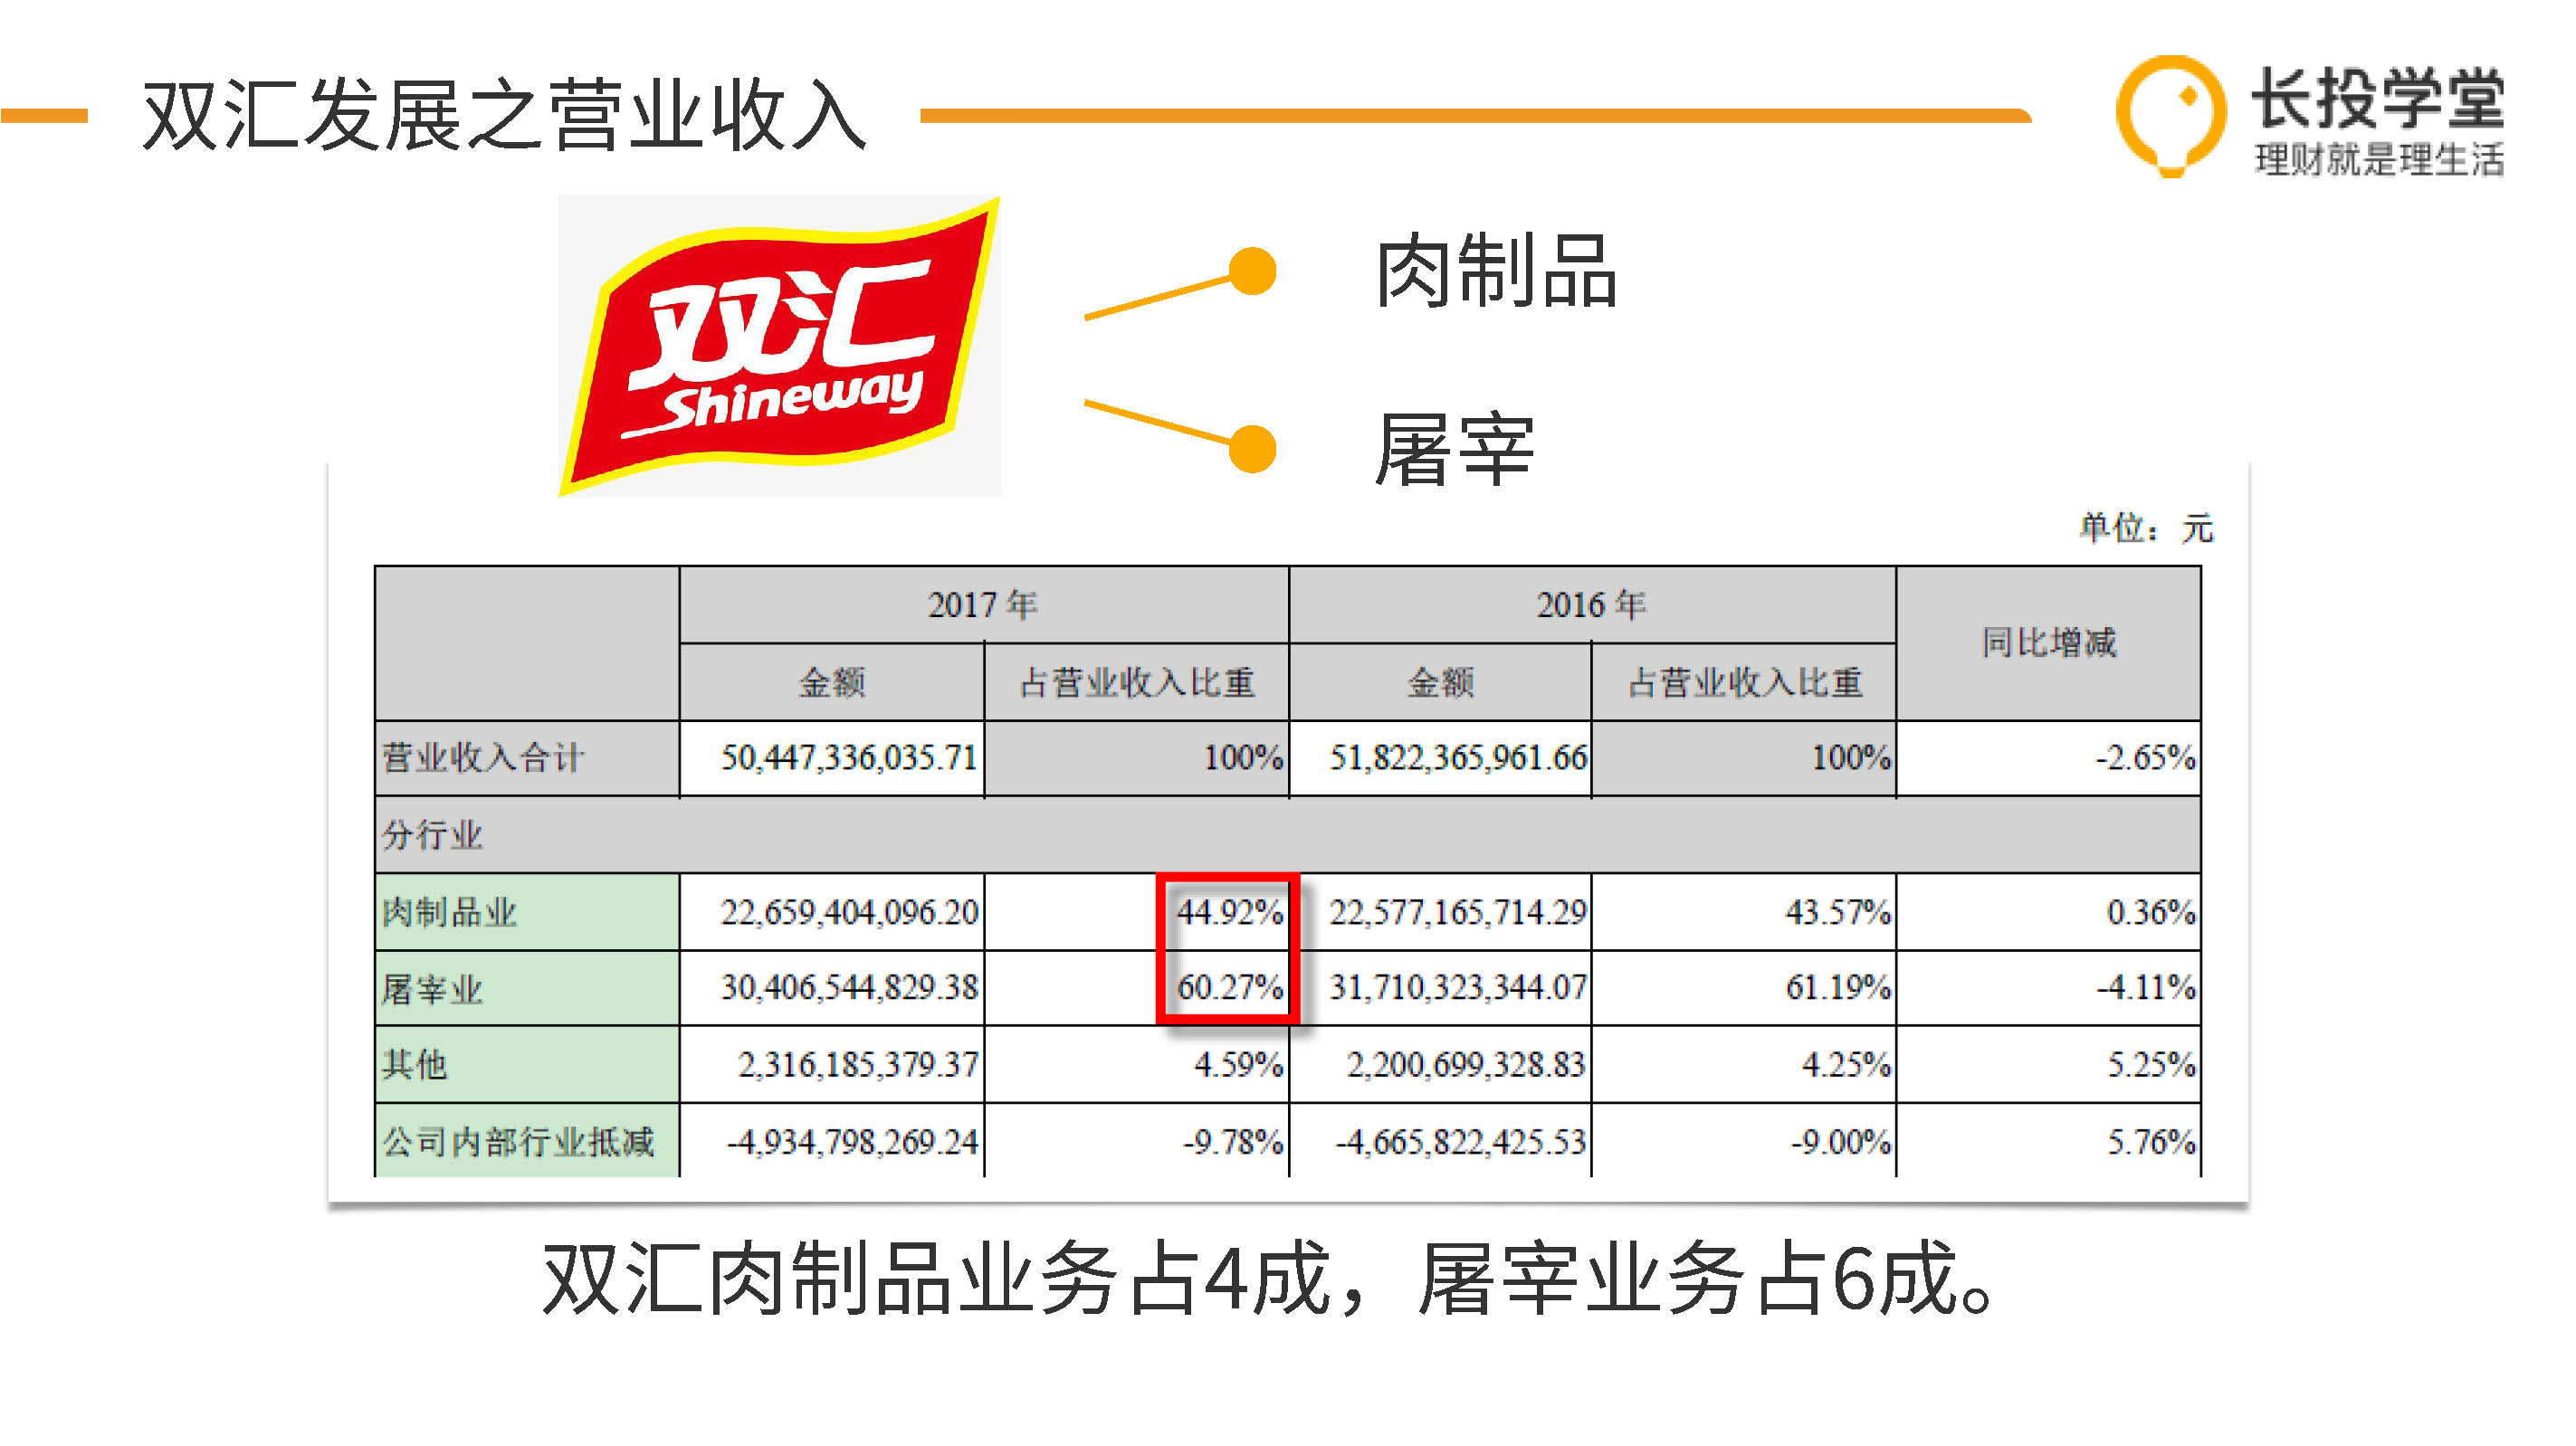 双汇发展之营业收入
长投学堂
理财就是理生活
双汇
Shineway
肉制品
屠宰
单位：元
2017 年 2016 年 同比增减
金额 占营业收入比重 金额 占营业收入比重
营业收入合计 50,447,336,035.71 100% 51,822,365,961.66 100% -2.65%
分行业
肉制品业 22,659,404,096.20 44.92% 22,577,165,714.29 43.57% 0.36%
屠宰业 30,406,544,829.38 60.27% 31,710,323,344.07 61.19% -4.11%
其他 2,316,185,379.37 4.59% 2,200,699,328.83 4.25% 5.25%
公司内部行业抵减 -4,934,798,269.24 -9.78% -4,665,822,425.53 -9.00% 5.76%
双汇肉制品业务占4成，屠宰业务占6成。